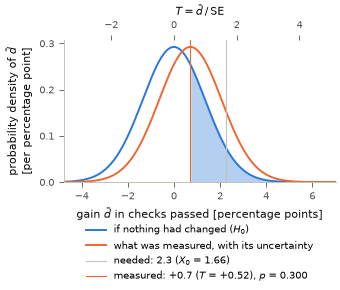 T = d̄ / SE
−2 0 2 4
probability density of d̄
[per percentage point]
0.3
0.2
0.1
0.0
−4 −2 0 2 4 6
gain d̄ in checks passed [percentage points]
if nothing had changed (H₀)
what was measured, with its uncertainty
needed: 2.3 (X₀ = 1.66)
measured: +0.7 (T = +0.52), p = 0.300